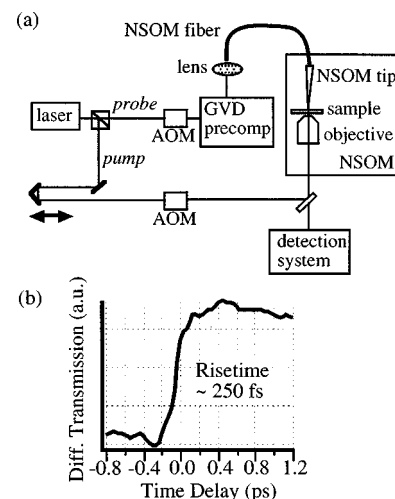 (a)
NSOM fiber
lens
NSOM tip
probe
laser
GVD
precomp
sample
objective
AOM
NSOM
pump
AOM
detection
system
(b)
Diff. Transmission (a.u.)
Risetime
~ 250 fs
-0.8 -0.4 0.0 0.4 0.8 1.2
Time Delay (ps)